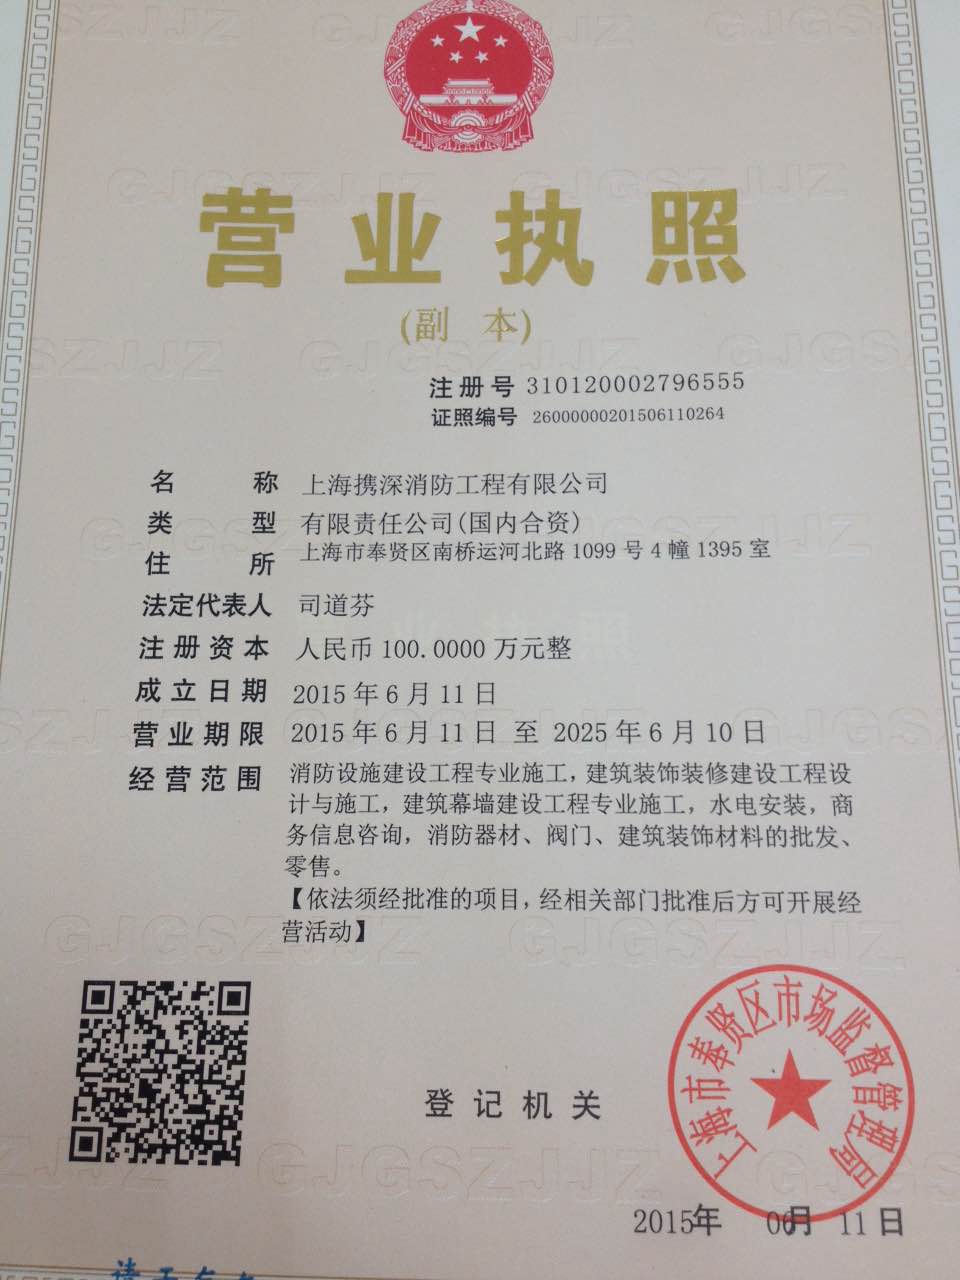 营业执照
(副 本)
注册号 310120002796555
证照编号 26000000201506110264
名 称 上海携深消防工程有限公司
类 型 有限责任公司(国内合资)
住 所 上海市奉贤区南桥运河北路1099号4幢1395室
法定代表人 司道芬
注册资本 人民币100.0000万元整
成立日期 2015年6月11日
营业期限 2015年6月11日 至 2025年6月10日
经营范围 消防设施建设工程专业施工,建筑装饰装修建设工程设
计与施工,建筑幕墙建设工程专业施工,水电安装,商
务信息咨询,消防器材、阀门、建筑装饰材料的批发、
零售。
【依法须经批准的项目,经相关部门批准后方可开展经
营活动】
上海市奉贤区市场监督管理局
登记机关
2015年 06月 11日